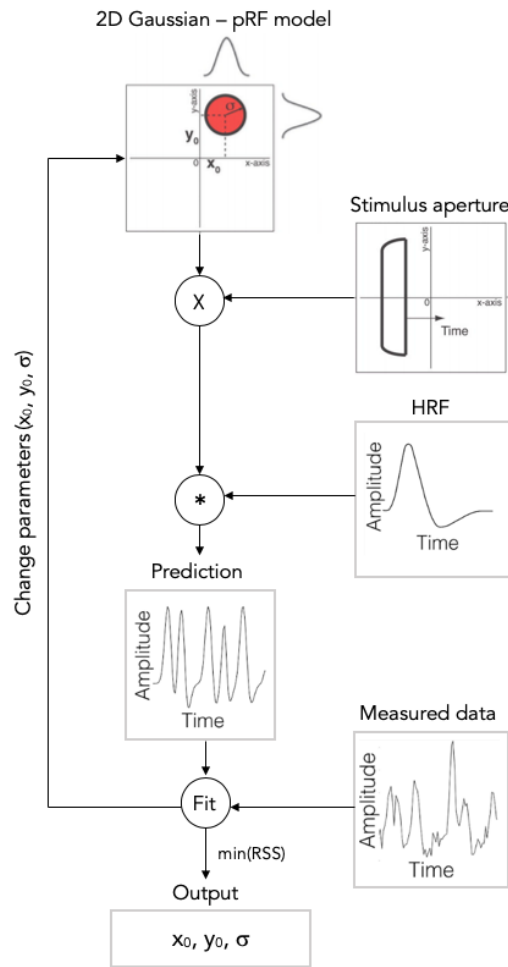 2D Gaussian – pRF model
y-axis
σ
y₀
0
x₀
x-axis
Stimulus aperture
y-axis
x-axis
0
Time
X
HRF
Amplitude
Time
*
Change parameters (x₀, y₀, σ)
Prediction
Amplitude
Time
Measured data
Amplitude
Time
Fit
min(RSS)
Output
x₀, y₀, σ